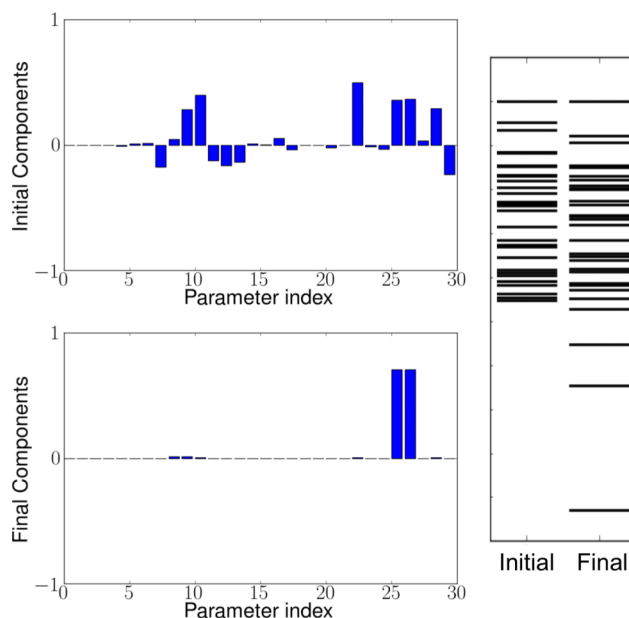 1
Initial Components
0
−1
0 5 10 15 20 25 30
Parameter index
1
Final Components
0
−1
0 5 10 15 20 25 30
Parameter index
Initial Final